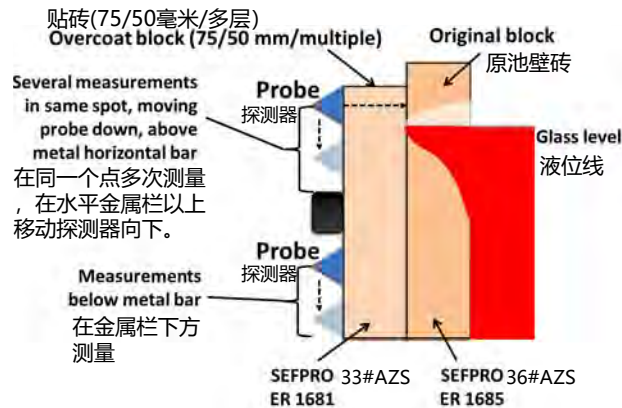 贴砖(75/50毫米/多层)
Overcoat block (75/50 mm/multiple)
Original block
原池壁砖
Several measurements
in same spot, moving
probe down, above
metal horizontal bar
在同一个点多次测量
，在水平金属栏以上
移动探测器向下。
Probe
探测器
Glass level
液位线
Probe
探测器
Measurements
below metal bar
在金属栏下方
测量
SEFPRO 33#AZS
ER 1681
SEFPRO 36#AZS
ER 1685